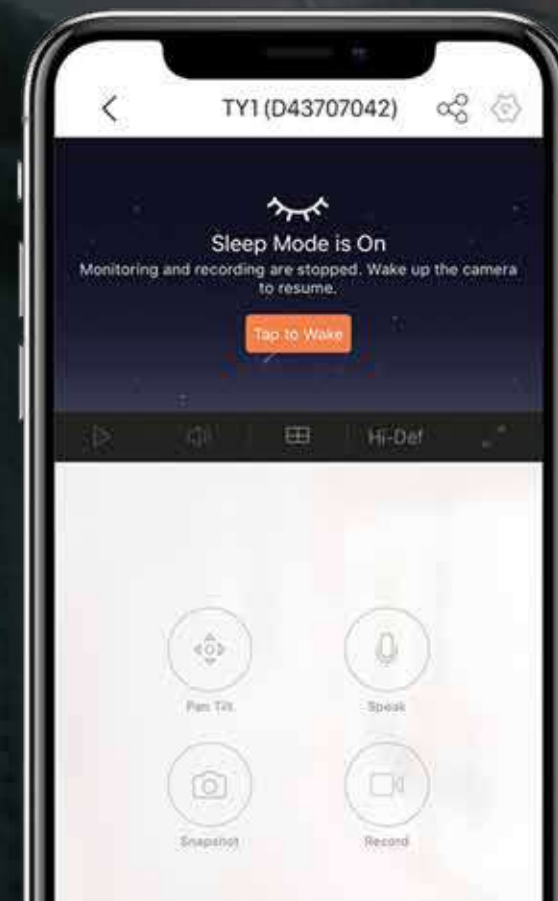 TY1 (D43707042)
Sleep Mode is On
Monitoring and recording are stopped. Wake up the camera
to resume.
Tap to Wake
Hi-Def
Pan Tilt
Speak
Snapshot
Record